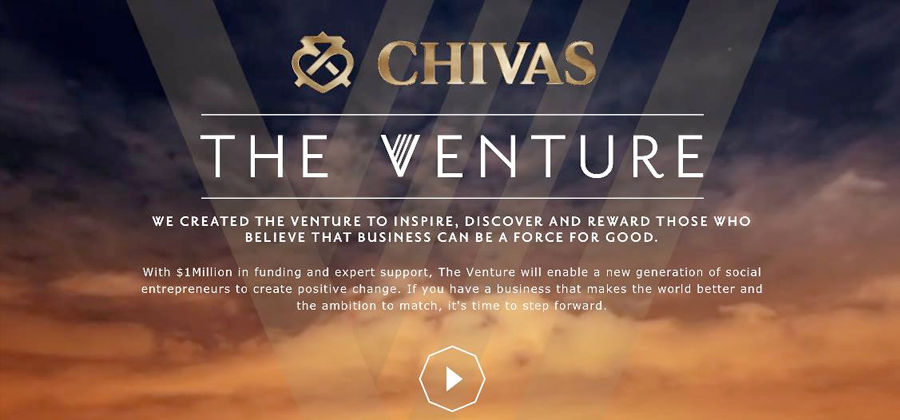 CHIVAS
THE VENTURE
WE CREATED THE VENTURE TO INSPIRE, DISCOVER AND REWARD THOSE WHO
BELIEVE THAT BUSINESS CAN BE A FORCE FOR GOOD.
With $1Million in funding and expert support, The Venture will enable a new generation of social
entrepreneurs to create positive change. If you have a business that makes the world better and
the ambition to match, it's time to step forward.